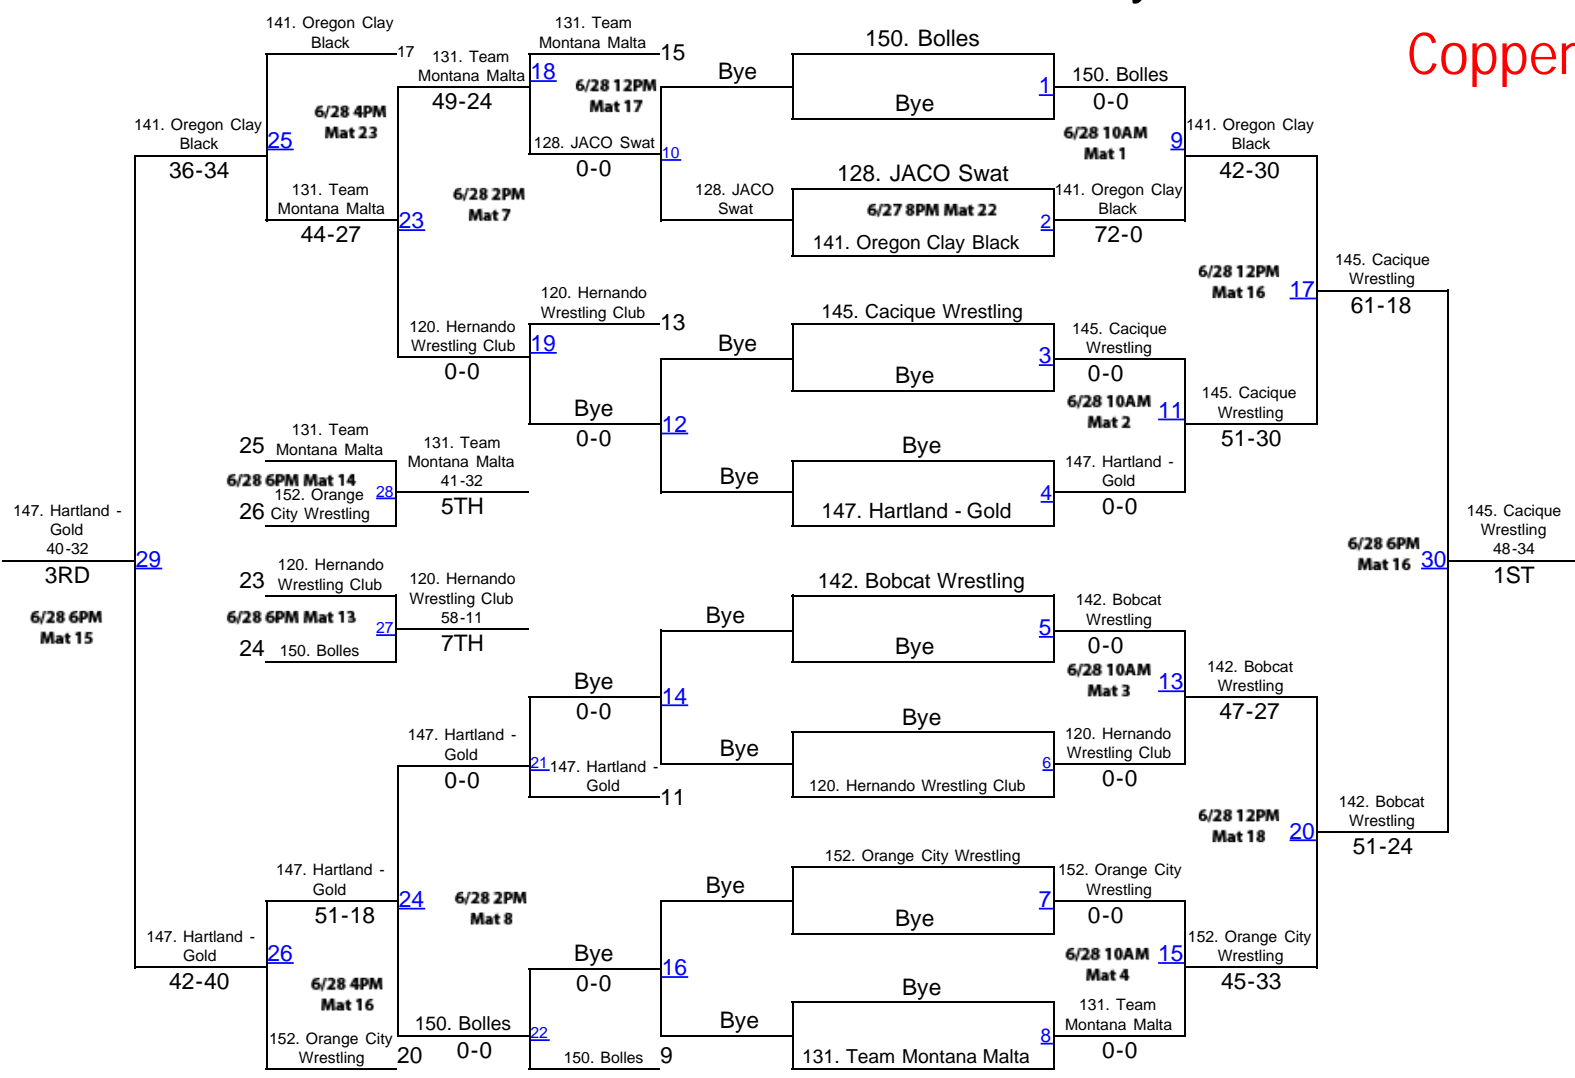 Copper
141. Oregon Clay
Black
17
131. Team
Montana Malta
49-24
18
131. Team
Montana Malta
15
6/28 12PM
Mat 17
128. JACO Swat
0-0
10
6/28 4PM
Mat 23
141. Oregon Clay
Black
36-34
25
131. Team
Montana Malta
44-27
23
6/28 2PM
Mat 7
Bye
128. JACO
Swat
150. Bolles
Bye
1
150. Bolles
0-0
6/28 10AM
Mat 1
9
141. Oregon Clay
Black
42-30
128. JACO Swat
6/27 8PM Mat 22
141. Oregon Clay Black
2
141. Oregon Clay
Black
72-0
120. Hernando
Wrestling Club
13
120. Hernando
Wrestling Club
0-0
19
Bye
0-0
12
Bye
Bye
145. Cacique Wrestling
Bye
3
145. Cacique
Wrestling
0-0
6/28 10AM
Mat 2
11
145. Cacique
Wrestling
51-30
Bye
147. Hartland - Gold
4
147. Hartland -
Gold
0-0
6/28 12PM
Mat 16
17
145. Cacique
Wrestling
61-18
25
131. Team
Montana Malta
6/28 6PM Mat 14
152. Orange
City Wrestling
26
28
131. Team
Montana Malta
41-32
5TH
147. Hartland -
Gold
40-32
3RD
29
6/28 6PM
Mat 15
23
120. Hernando
Wrestling Club
6/28 6PM Mat 13
24
150. Bolles
27
120. Hernando
Wrestling Club
58-11
7TH
6/28 6PM
Mat 16
30
145. Cacique
Wrestling
48-34
1ST
Bye
0-0
14
Bye
Bye
142. Bobcat Wrestling
Bye
5
142. Bobcat
Wrestling
0-0
6/28 10AM
Mat 3
13
142. Bobcat
Wrestling
47-27
147. Hartland -
Gold
0-0
21
147. Hartland -
Gold
11
Bye
120. Hernando Wrestling Club
6
120. Hernando
Wrestling Club
0-0
6/28 12PM
Mat 18
20
142. Bobcat
Wrestling
51-24
147. Hartland -
Gold
51-18
24
6/28 2PM
Mat 8
147. Hartland -
Gold
42-40
26
6/28 4PM
Mat 16
152. Orange City
Wrestling
20
150. Bolles
0-0
22
Bye
0-0
16
150. Bolles
9
Bye
Bye
152. Orange City Wrestling
Bye
7
152. Orange City
Wrestling
0-0
6/28 10AM
Mat 4
15
152. Orange City
Wrestling
45-33
Bye
131. Team Montana Malta
8
131. Team
Montana Malta
0-0